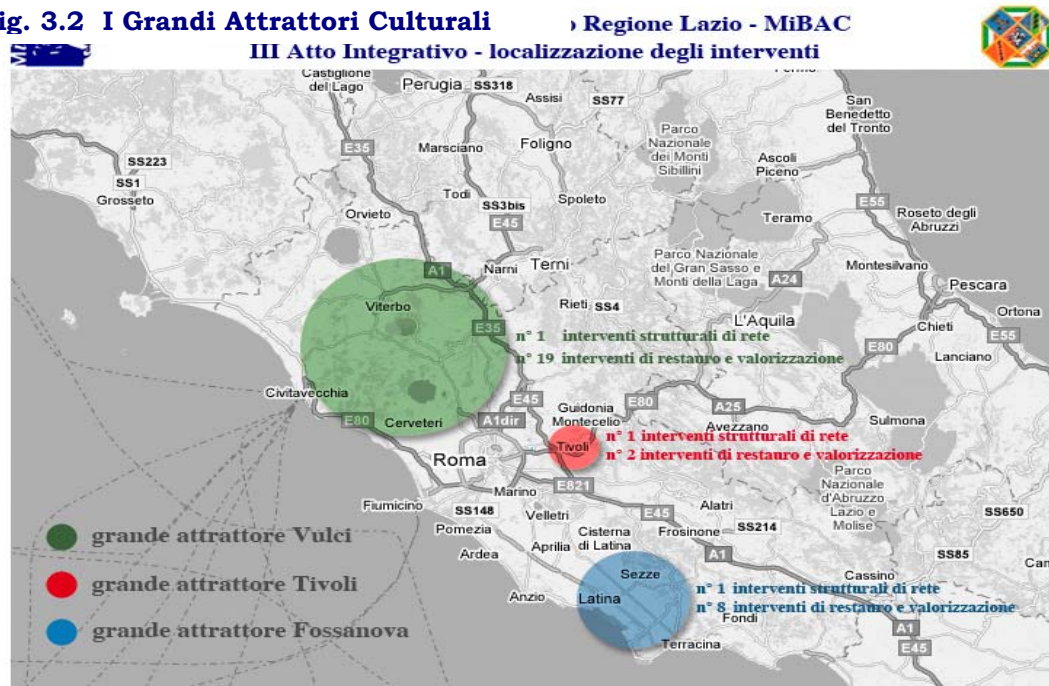 ig. 3.2 I Grandi Attrattori Culturali
o Regione Lazio - MiBAC
III Atto Integrativo - localizzazione degli interventi
Castiglione
del Lago
Perugia
SS318
Assisi
SS77
San
Benedetto
del Tronto
E35
Marsciano
Foligno
Parco
Nazionale
dei Monti
Sibillini
Ascoli
Piceno
SS223
SS1
Grosseto
Todi
SS3bis
Spoleto
Orvieto
E45
Teramo
E55
Roseto degli
Abruzzi
A1
Narni
Terni
Parco Nazionale
del Gran Sasso e
Monti della Laga
A24
Montesilvano
Pescara
Viterbo
Rieti
SS4
L'Aquila
Ortona
E35
n° 1 interventi strutturali di rete
Chieti
E55
n° 19 interventi di restauro e valorizzazione
E80
Lanciano
Civitavecchia
E45
Guidonia
Montecelio
E80
A25
E80
Cerveteri
A1dir
Avezzano
Sulmona
n° 1 interventi strutturali di rete
Tivoli
n° 2 interventi di restauro e valorizzazione
Roma
Parco
Nazionale
d'Abruzzo
Lazio e
Molise
E821
Marino
Fiumicino
SS148
Velletri
E45
Alatri
SS650
Pomezia
Cisterna
di Latina
Frosinone
SS214
grande attrattore Vulci
Ardea
Aprilia
A1
SS85
Sezze
Cassino
Cam
grande attrattore Tivoli
Anzio
Latina
n° 1 interventi strutturali di rete
n° 8 interventi di restauro e valorizzazione
Fondi
grande attrattore Fossanova
Terracina
A1
E45